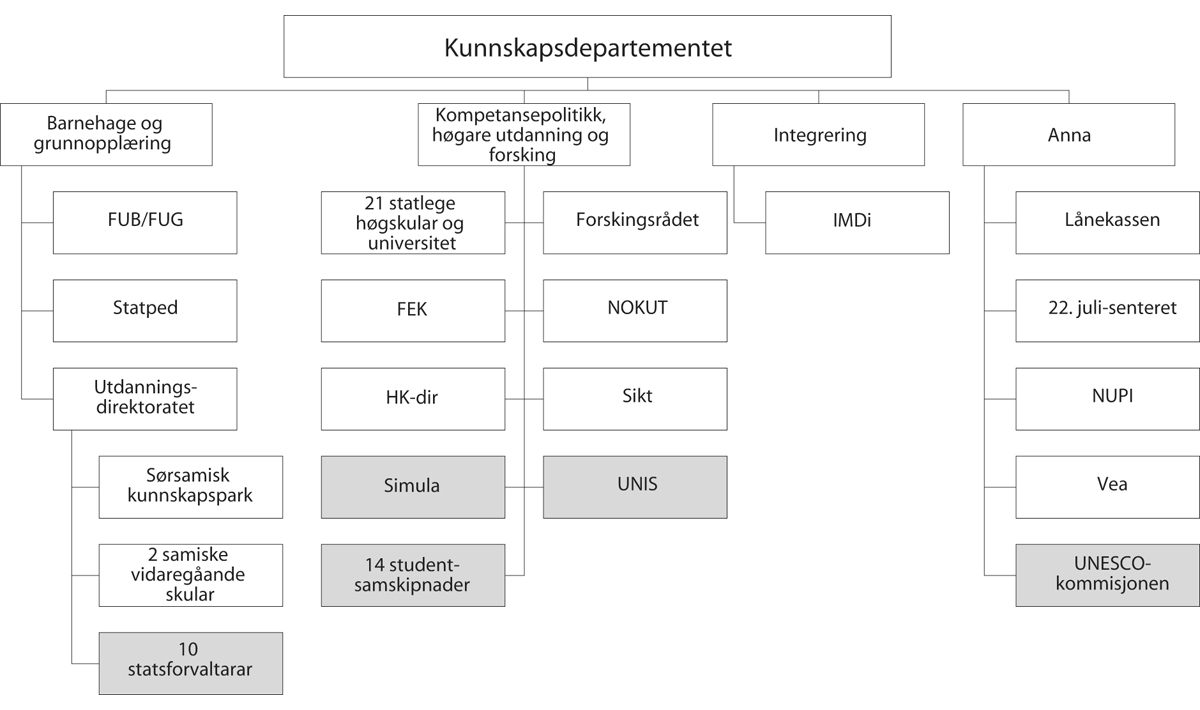 Kunnskapsdepartementet
Barnehage og
grunnopplæring
FUB/FUG
Statped
Utdannings-
direktoratet
Sørsamisk
kunnskapspark
2 samiske
vidaregåande
skular
10
statsforvaltarar
Kompetansepolitikk,
høgare utdanning og
forsking
21 statlege
høgskular og
universitet
Forskingsrådet
FEK
NOKUT
HK-dir
Sikt
Simula
UNIS
14 student-
samskipnader
Integrering
IMDi
Anna
Lånekassen
22. juli-senteret
NUPI
Vea
UNESCO-
kommisjonen